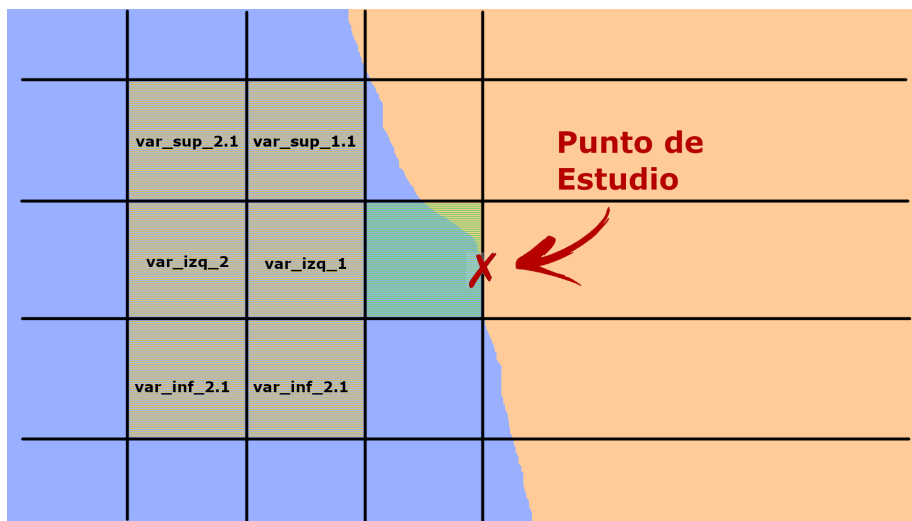 var_sup_2.1 var_sup_1.1
Punto de
Estudio
var_izq_2 var_izq_1
X
var_inf_2.1 var_inf_2.1